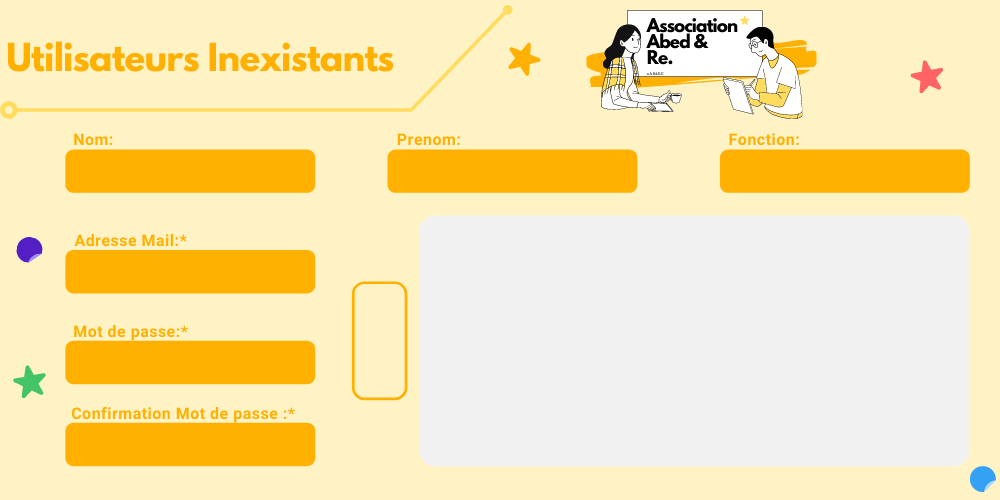 Utilisateurs Inexistants
Association
Abed &
Re.
Nom:
Prenom:
Fonction:
Adresse Mail:*
Mot de passe:*
Confirmation Mot de passe :*